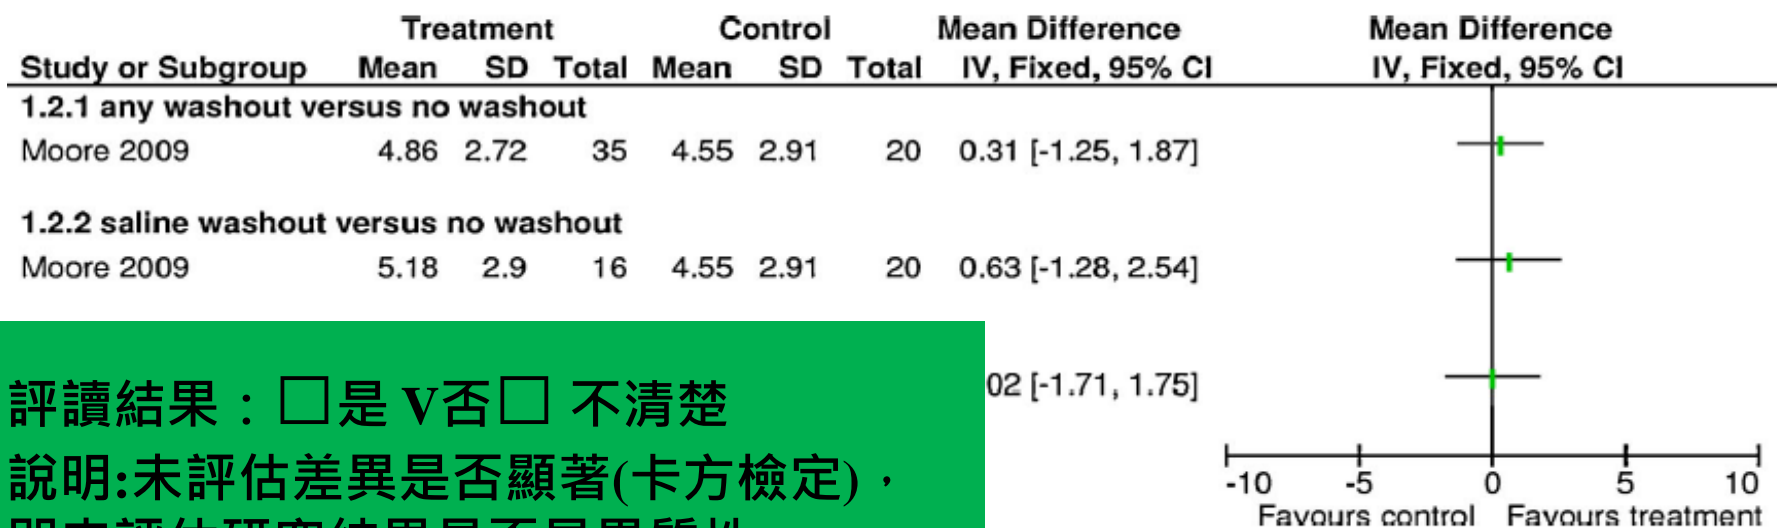 Treatment Control Mean Difference Mean Difference
Study or Subgroup Mean SD Total Mean SD Total IV, Fixed, 95% CI IV, Fixed, 95% CI
1.2.1 any washout versus no washout
Moore 2009 4.86 2.72 35 4.55 2.91 20 0.31 [-1.25, 1.87]
1.2.2 saline washout versus no washout
Moore 2009 5.18 2.9 16 4.55 2.91 20 0.63 [-1.28, 2.54]
02 [-1.71, 1.75]
評讀結果：□是 V否□ 不清楚
說明:未評估差異是否顯著(卡方檢定)，
-10 -5 0 5 10
Favours control Favours treatment